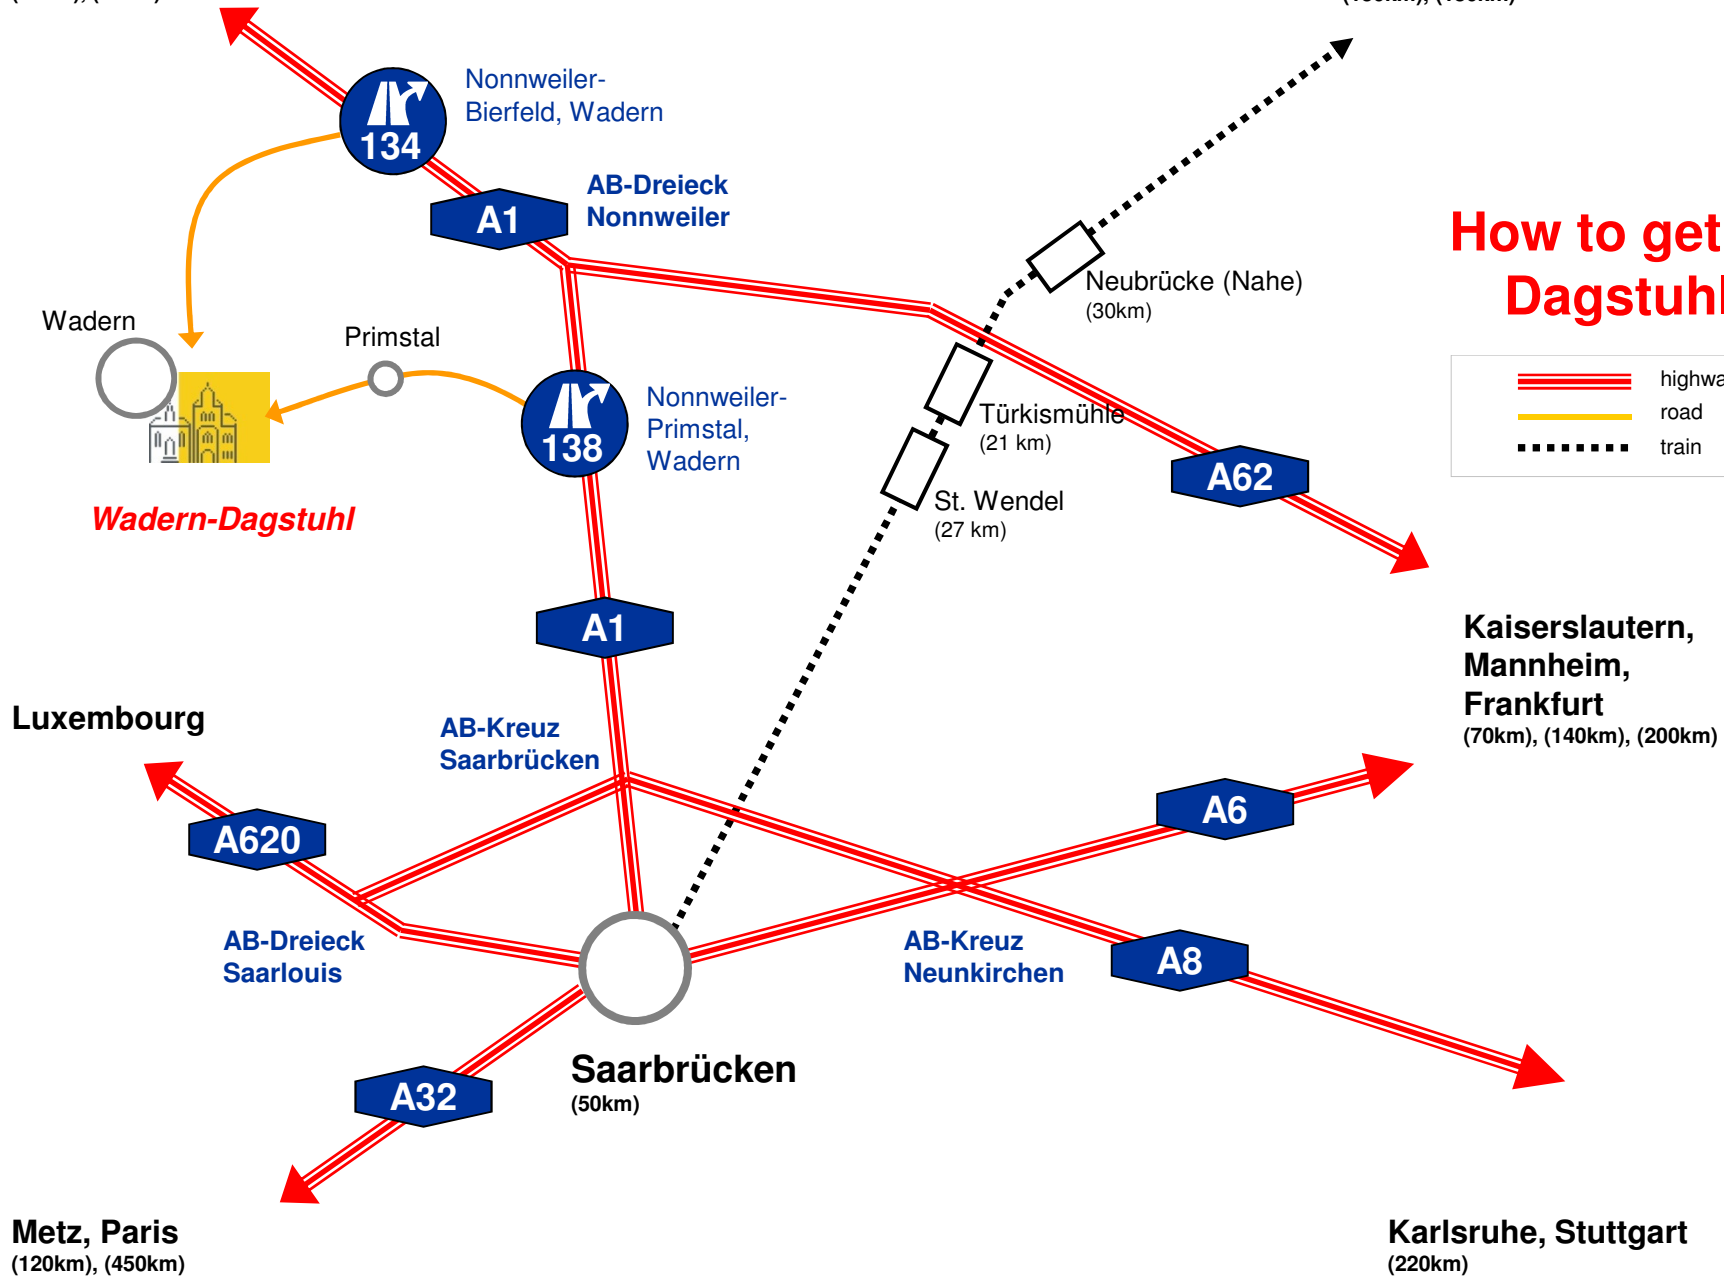 Nonnweiler-
Bierfeld, Wadern
134
AB-Dreieck
Nonnweiler
A1
How to get
Dagstuhl
Neubrücke (Nahe)
(30km)
Wadern
Primstal
highwa
road
train
Nonnweiler-
Primstal,
Wadern
138
Türkismühle
(21 km)
A62
St. Wendel
(27 km)
Wadern-Dagstuhl
A1
Kaiserslautern,
Mannheim,
Frankfurt
(70km), (140km), (200km)
Luxembourg
AB-Kreuz
Saarbrücken
A6
A620
AB-Dreieck
Saarlouis
AB-Kreuz
Neunkirchen
A8
Saarbrücken
(50km)
A32
Metz, Paris
(120km), (450km)
Karlsruhe, Stuttgart
(220km)